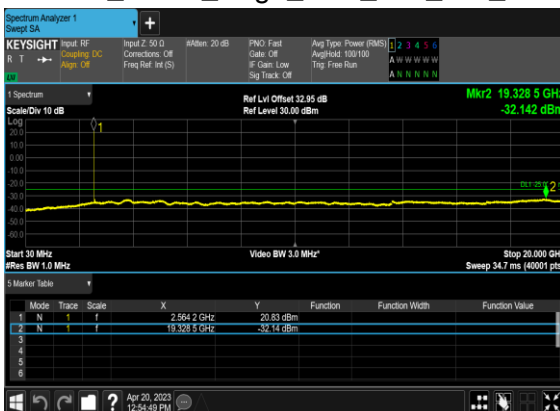 Spectrum Analyzer 1
Swept SA
+
KEYSIGHT
R T
Input: RF
Coupling: DC
Align: Off
Input Z: 50 Ω
Corrections: Off
Freq Ref: Int (S)
#Atten: 20 dB
PNO: Fast
Gate: Off
IF Gain: Low
Sig Track: Off
Avg Type: Power (RMS)
Avg|Hold: 100/100
Trig: Free Run
1 2 3 4 5 6
A W W W W W
A N N N N N
1 Spectrum
Scale/Div 10 dB
Ref Lvl Offset 32.95 dB
Ref Level 30.00 dBm
Mkr2 19.328 5 GHz
-32.142 dBm
Log
20.0
10.0
0.00
-10.0
-20.0
-30.0
-40.0
-50.0
-60.0
1
2
Start 30 MHz
#Res BW 1.0 MHz
Video BW 3.0 MHz*
Stop 20.000 GH
Sweep 34.7 ms (40001 pts
5 Marker Table
Mode Trace Scale X Y Function Function Width Function Value
1 N 1 f 2.564 2 GHz 20.83 dBm
2 N 1 f 19.328 5 GHz -32.14 dBm
3
4
5
6
?
Apr 20, 2023
12:54:49 PM